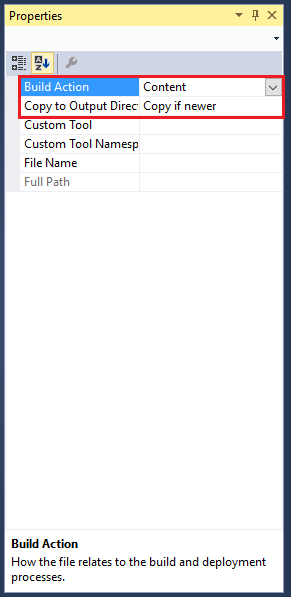 Properties
Build Action Content
Copy to Output Direct Copy if newer
Custom Tool
Custom Tool Namesp
File Name
Full Path
Build Action
How the file relates to the build and deployment
processes.